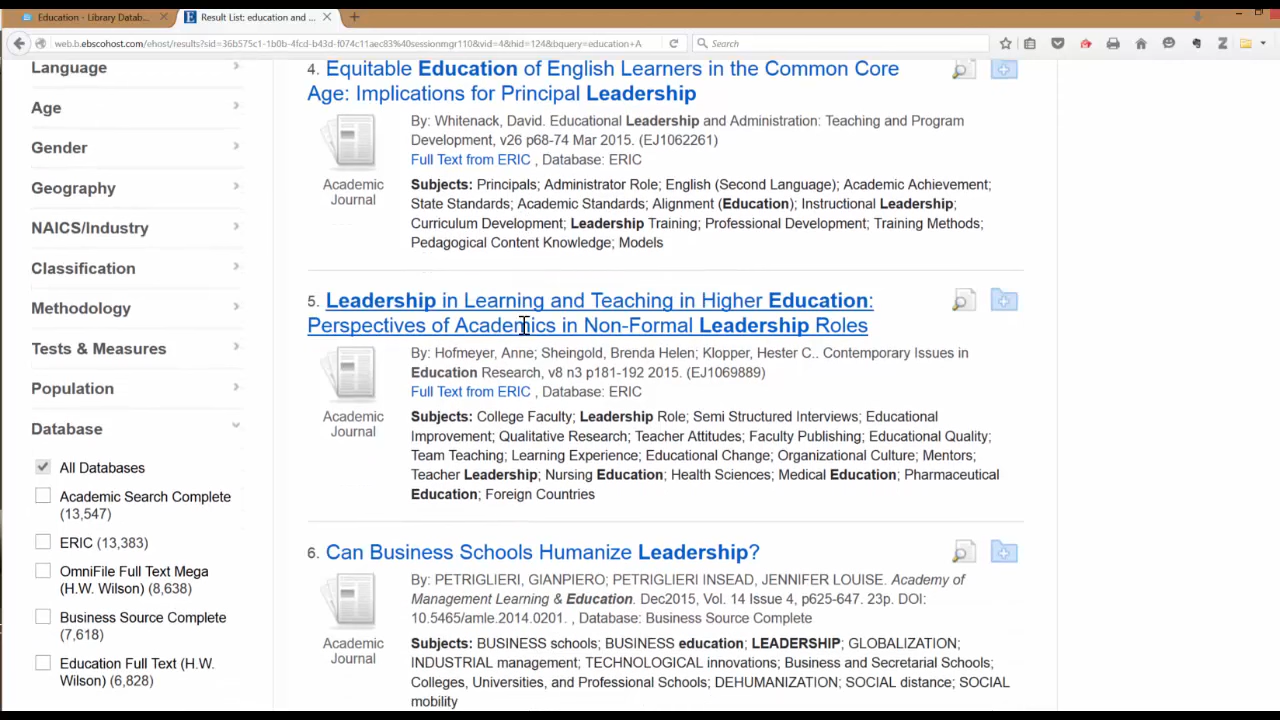 Education - Library Datab...
Result List: education and ...
web.b.ebscohost.com/ehost/results?sid=36b575c1-1b0b-4fcd-b43d-f074c11aec83%40sessionmgr110&vid=4&hid=124&bquery=education+A
Search
Language
Age
Gender
Geography
NAICS/Industry
Classification
Methodology
Tests & Measures
Population
Database
All Databases
Academic Search Complete
(13,547)
ERIC (13,383)
OmniFile Full Text Mega
(H.W. Wilson) (8,638)
Business Source Complete
(7,618)
Education Full Text (H.W.
Wilson) (6,828)
4. Equitable Education of English Learners in the Common Core
Age: Implications for Principal Leadership
Academic
Journal
By: Whitenack, David. Educational Leadership and Administration: Teaching and Program
Development, v26 p68-74 Mar 2015. (EJ1062261)
Full Text from ERIC , Database: ERIC
Subjects: Principals; Administrator Role; English (Second Language); Academic Achievement;
State Standards; Academic Standards; Alignment (Education); Instructional Leadership;
Curriculum Development; Leadership Training; Professional Development; Training Methods;
Pedagogical Content Knowledge; Models
5. Leadership in Learning and Teaching in Higher Education:
Perspectives of Academics in Non-Formal Leadership Roles
Academic
Journal
By: Hofmeyer, Anne; Sheingold, Brenda Helen; Klopper, Hester C.. Contemporary Issues in
Education Research, v8 n3 p181-192 2015. (EJ1069889)
Full Text from ERIC , Database: ERIC
Subjects: College Faculty; Leadership Role; Semi Structured Interviews; Educational
Improvement; Qualitative Research; Teacher Attitudes; Faculty Publishing; Educational Quality;
Team Teaching; Learning Experience; Educational Change; Organizational Culture; Mentors;
Teacher Leadership; Nursing Education; Health Sciences; Medical Education; Pharmaceutical
Education; Foreign Countries
6. Can Business Schools Humanize Leadership?
Academic
Journal
By: PETRIGLIERI, GIANPIERO; PETRIGLIERI INSEAD, JENNIFER LOUISE. Academy of
Management Learning & Education. Dec2015, Vol. 14 Issue 4, p625-647. 23p. DOI:
10.5465/amle.2014.0201. , Database: Business Source Complete
Subjects: BUSINESS schools; BUSINESS education; LEADERSHIP; GLOBALIZATION;
INDUSTRIAL management; TECHNOLOGICAL innovations; Business and Secretarial Schools;
Colleges, Universities, and Professional Schools; DEHUMANIZATION; SOCIAL distance; SOCIAL
mobility